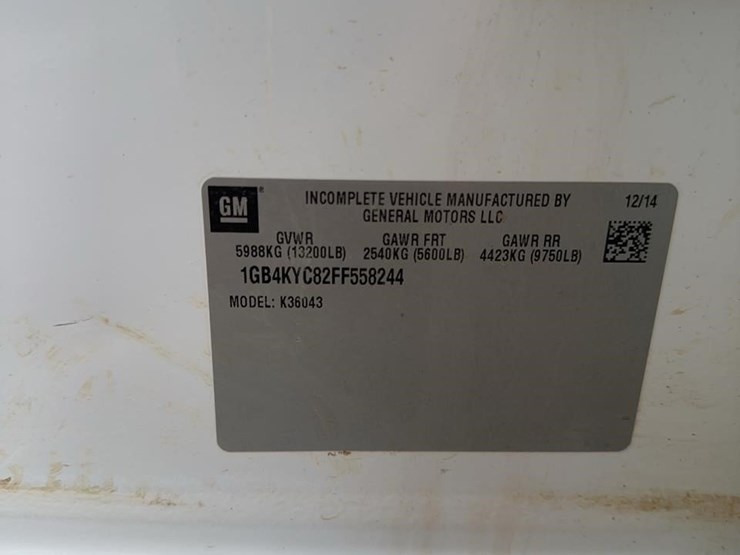 GM
INCOMPLETE VEHICLE MANUFACTURED BY
GENERAL MOTORS LLC
12/14
GVWR GAWR FRT GAWR RR
5988KG (13200LB) 2540KG (5600LB) 4423KG (9750LB)
1GB4KYC82FF558244
MODEL: K36043